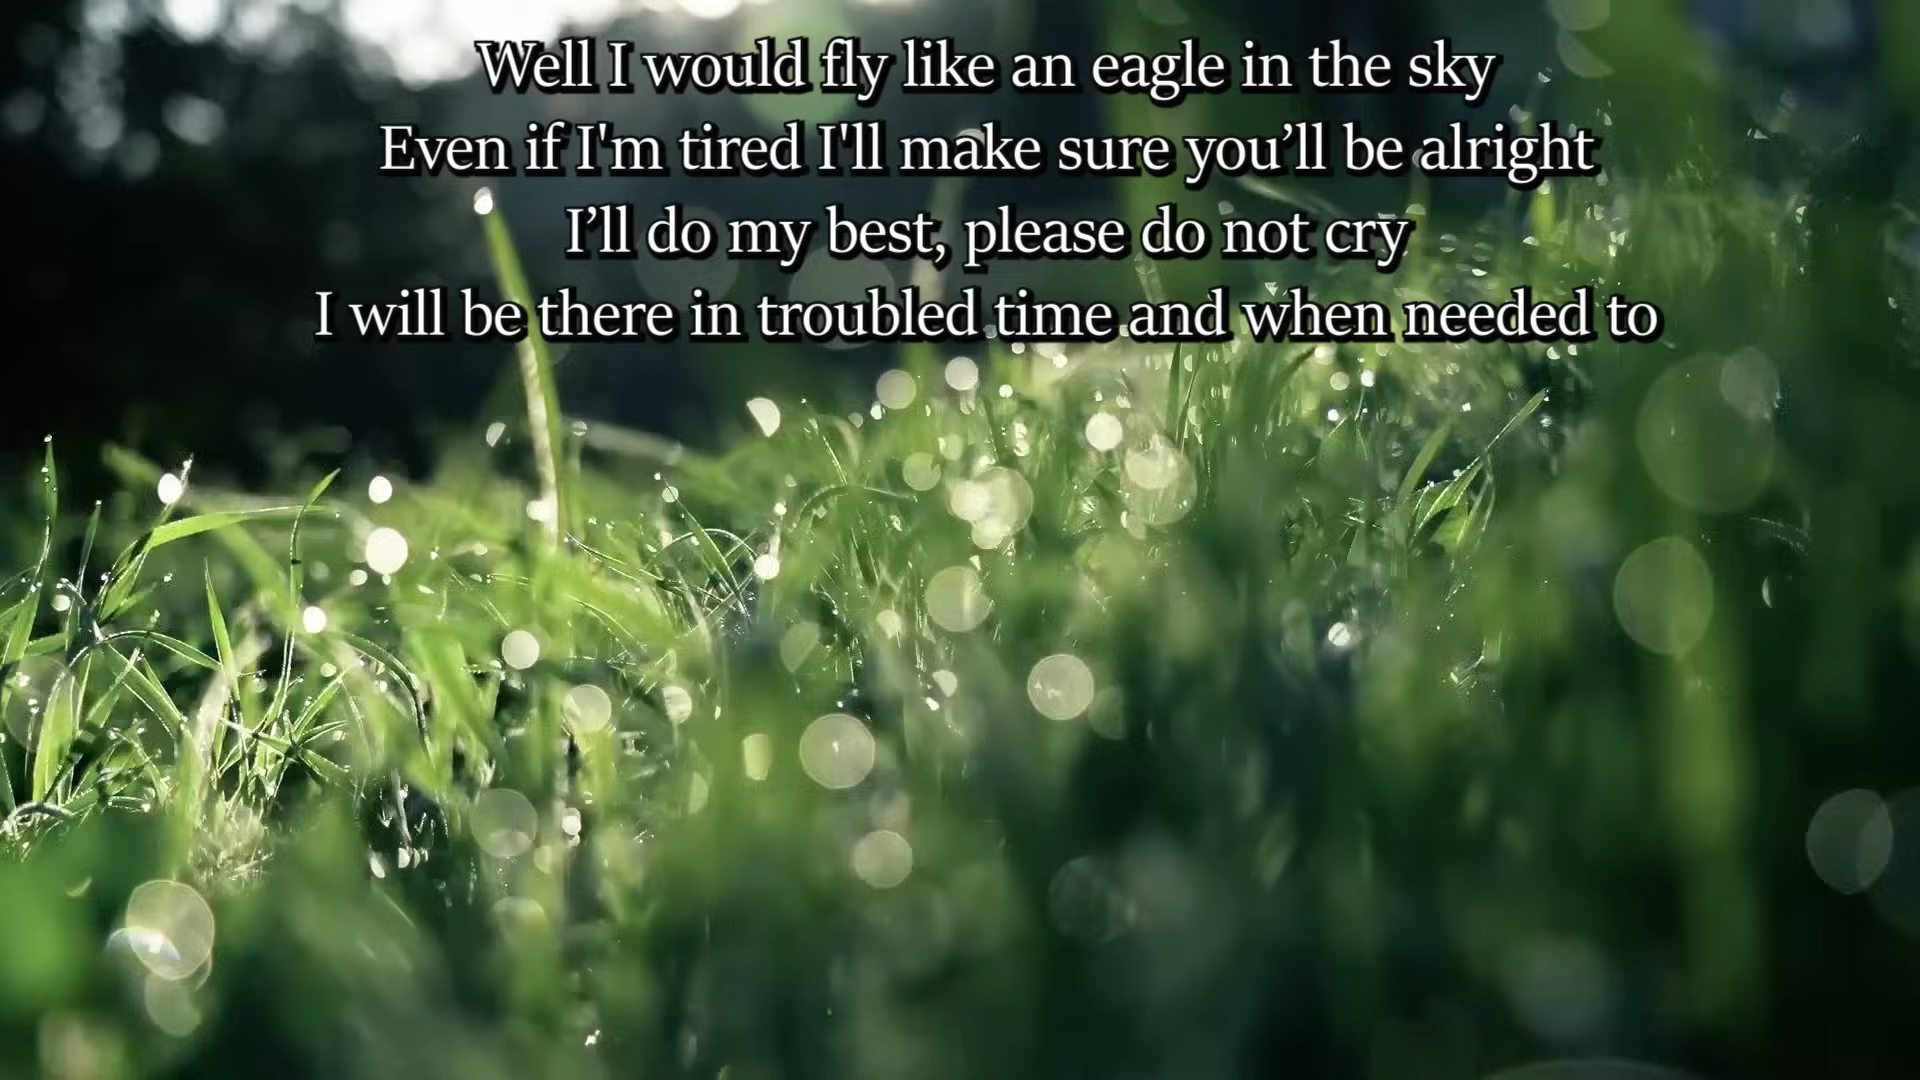 Well I would fly like an eagle in the sky
Even if I'm tired I'll make sure you’ll be alright
I’ll do my best, please do not cry
I will be there in troubled time and when needed to